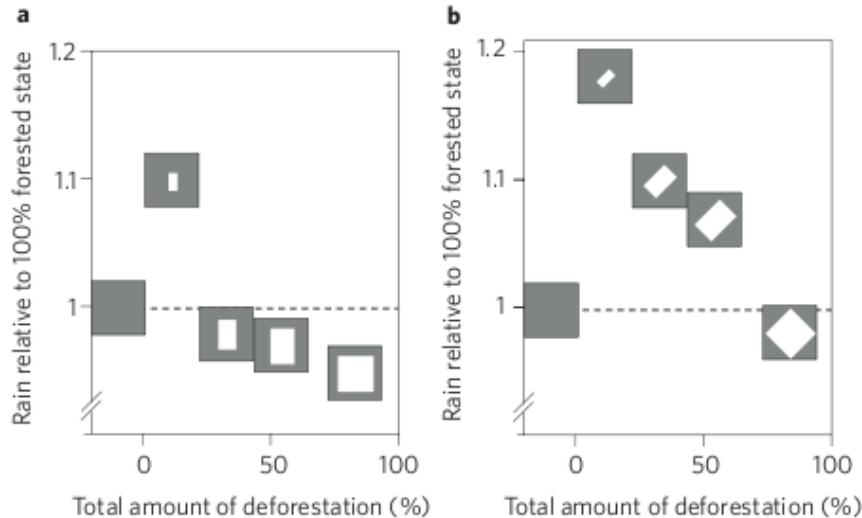 a
1.2
1.1
1
Rain relative to 100% forested state
0
50
100
Total amount of deforestation (%)
b
1.2
1.1
1
Rain relative to 100% forested state
0
50
100
Total amount of deforestation (%)